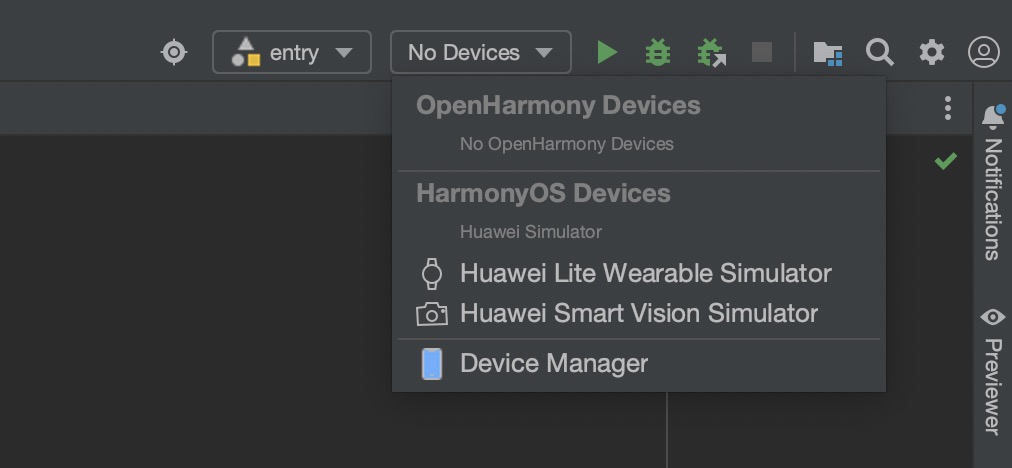 entry
No Devices
OpenHarmony Devices
No OpenHarmony Devices
HarmonyOS Devices
Huawei Simulator
Huawei Lite Wearable Simulator
Huawei Smart Vision Simulator
Device Manager
Notifications
Previewer